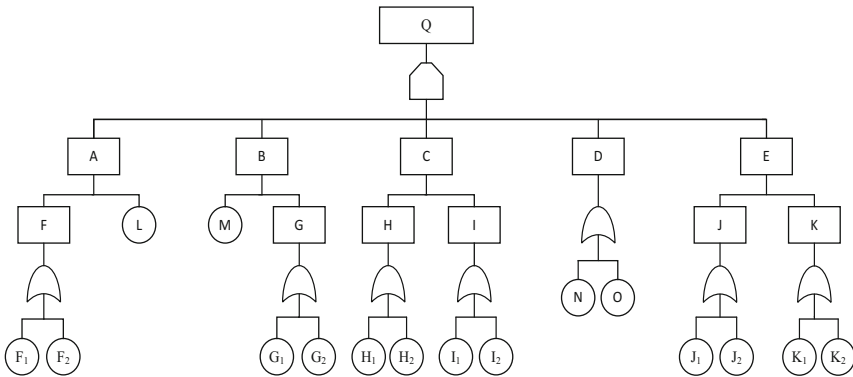 Q
A B C D E
F L M G H I J K
N O
F₁ F₂ G₁ G₂ H₁ H₂ I₁ I₂ J₁ J₂ K₁ K₂